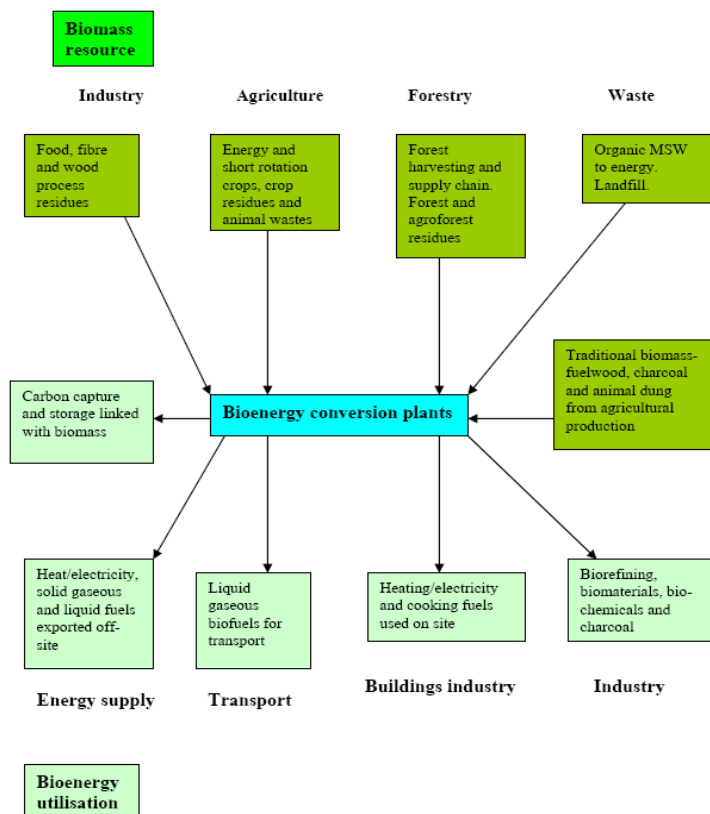 Biomass
resource
Industry
Agriculture
Forestry
Waste
Food, fibre
and wood
process
residues
Energy and
short rotation
crops, crop
residues and
animal wastes
Forest
harvesting and
supply chain.
Forest and
agroforest
residues
Organic MSW
to energy.
Landfill.
Carbon capture
and storage linked
with biomass
Bioenergy conversion plants
Traditional biomass-
fuelwood, charcoal
and animal dung
from agricultural
production
Heat/electricity,
solid gaseous
and liquid fuels
exported off-
site
Liquid
gaseous
biofuels for
transport
Heating/electricity
and cooking fuels
used on site
Biorefining,
biomaterials, bio-
chemicals and
charcoal
Energy supply
Transport
Buildings industry
Industry
Bioenergy
utilisation